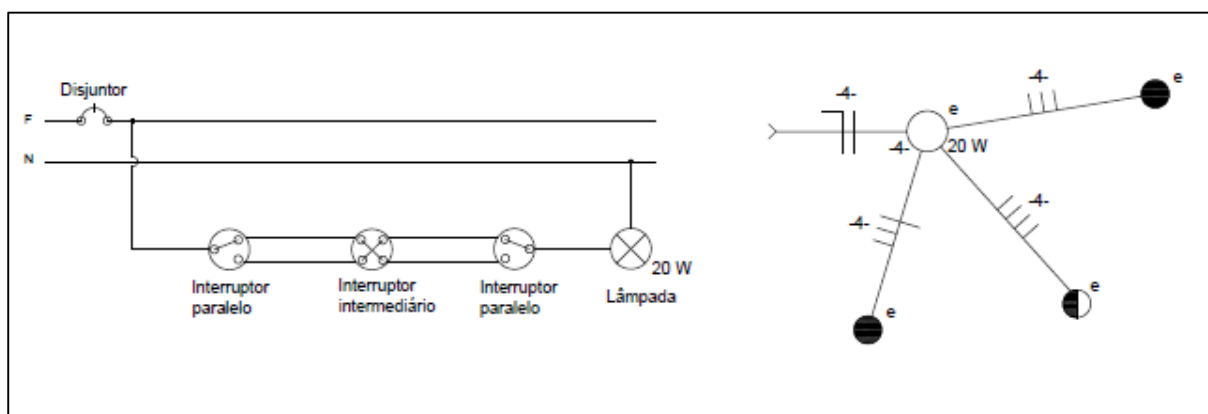 Disjuntor
F
N
Interruptor
paralelo
Interruptor
intermediário
Interruptor
paralelo
20 W
Lâmpada
-4-
e
20 W
-4-
-4-
e
-4-
e
-4-
e